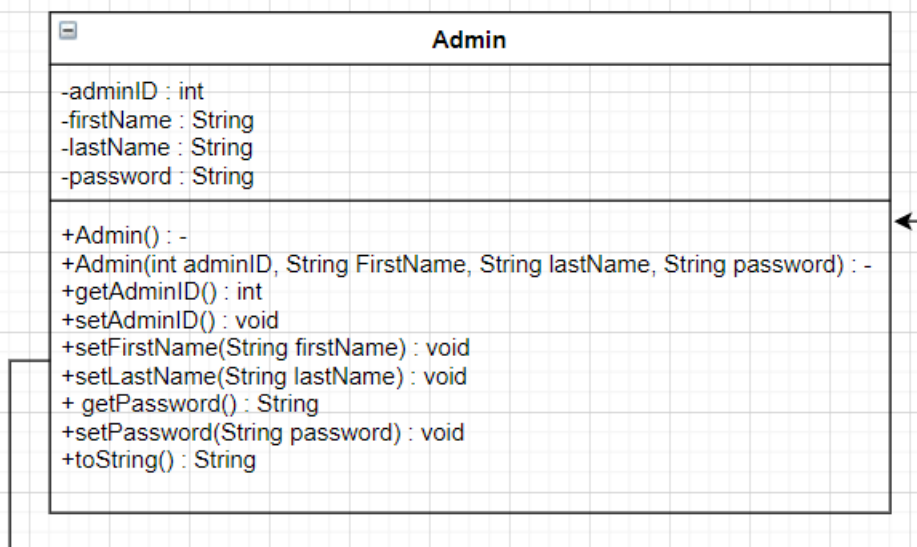 Admin
-adminID : int
-firstName : String
-lastName : String
-password : String
+Admin() : -
+Admin(int adminID, String FirstName, String lastName, String password) : -
+getAdminID() : int
+setAdminID() : void
+setFirstName(String firstName) : void
+setLastName(String lastName) : void
+ getPassword() : String
+setPassword(String password) : void
+toString() : String